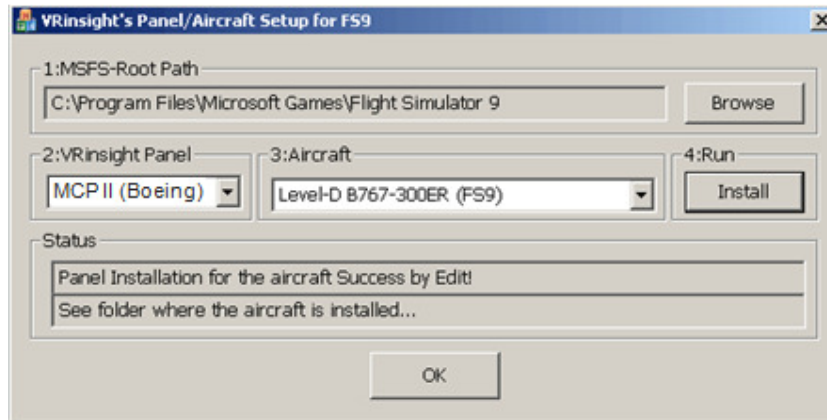 VRinsight's Panel/Aircraft Setup for FS9
1:MSFS-Root Path
C:\Program Files\Microsoft Games\Flight Simulator 9
Browse
2:VRinsight Panel
3:Aircraft
4:Run
MCP II (Boeing)
Level-D B767-300ER (FS9)
Install
Status
Panel Installation for the aircraft Success by Edit!
See folder where the aircraft is installed...
OK